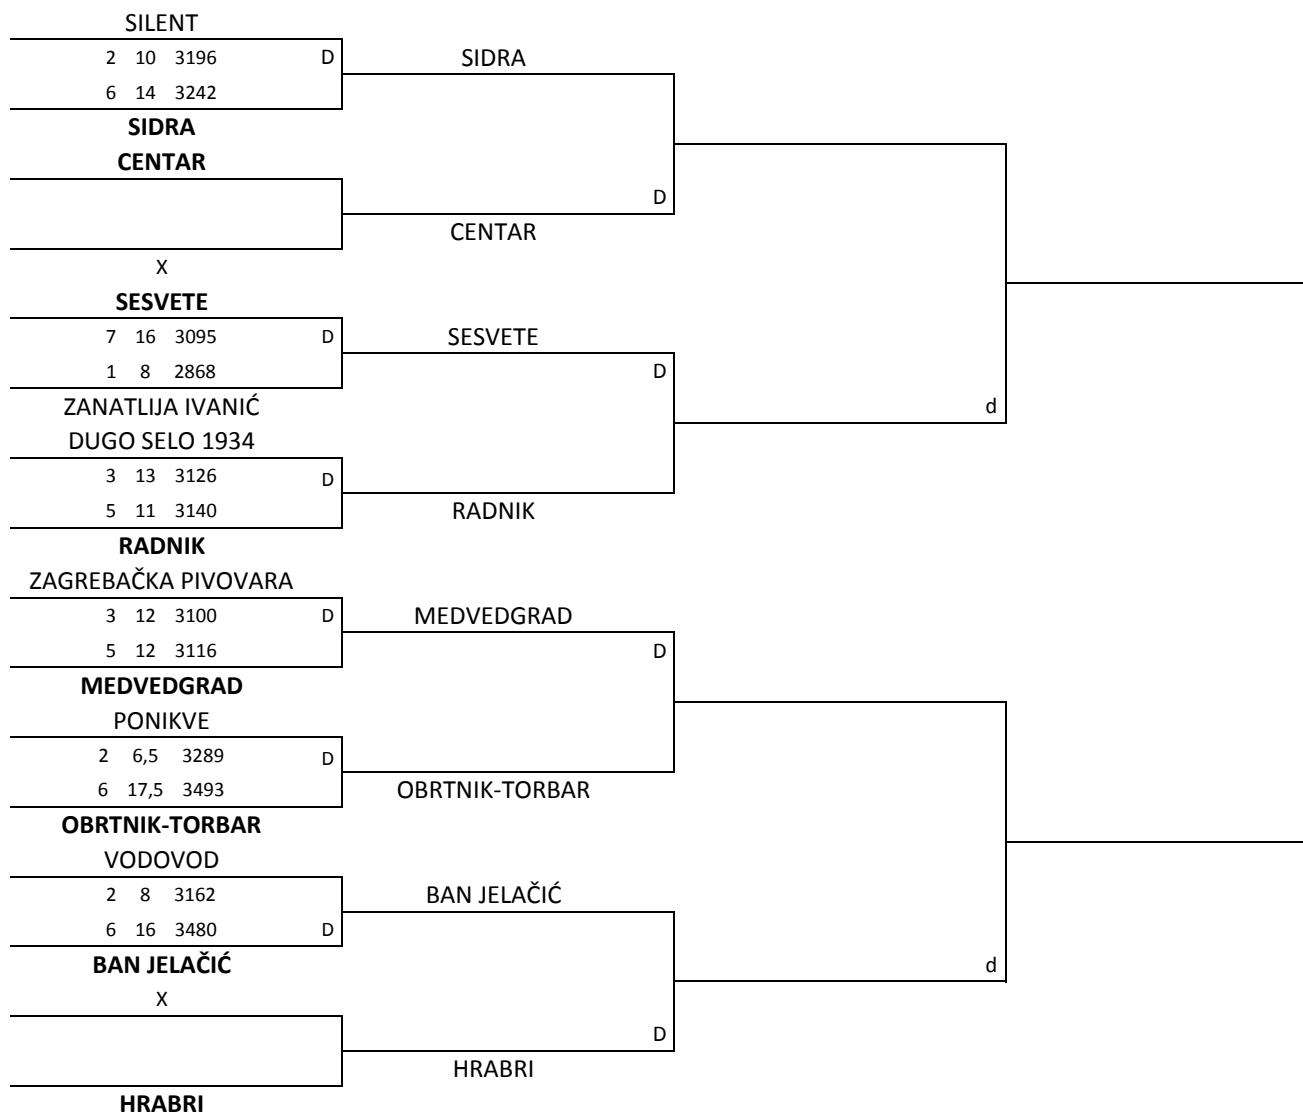 SILENT
2 10 3196 D
SIDRA
6 14 3242
SIDRA
CENTAR
D
CENTAR
X
SESVETE
7 16 3095 D
SESVETE
1 8 2868
D
ZANATLIJA IVANIĆ
d
DUGO SELO 1934
3 13 3126 D
5 11 3140
RADNIK
RADNIK
ZAGREBAČKA PIVOVARA
3 12 3100 D
MEDVEDGRAD
5 12 3116
D
MEDVEDGRAD
PONIKVE
2 6,5 3289 D
6 17,5 3493
OBRTNIK-TORBAR
OBRTNIK-TORBAR
VODOVOD
2 8 3162
BAN JELAČIĆ
6 16 3480 D
BAN JELAČIĆ
d
X
D
HRABRI
HRABRI